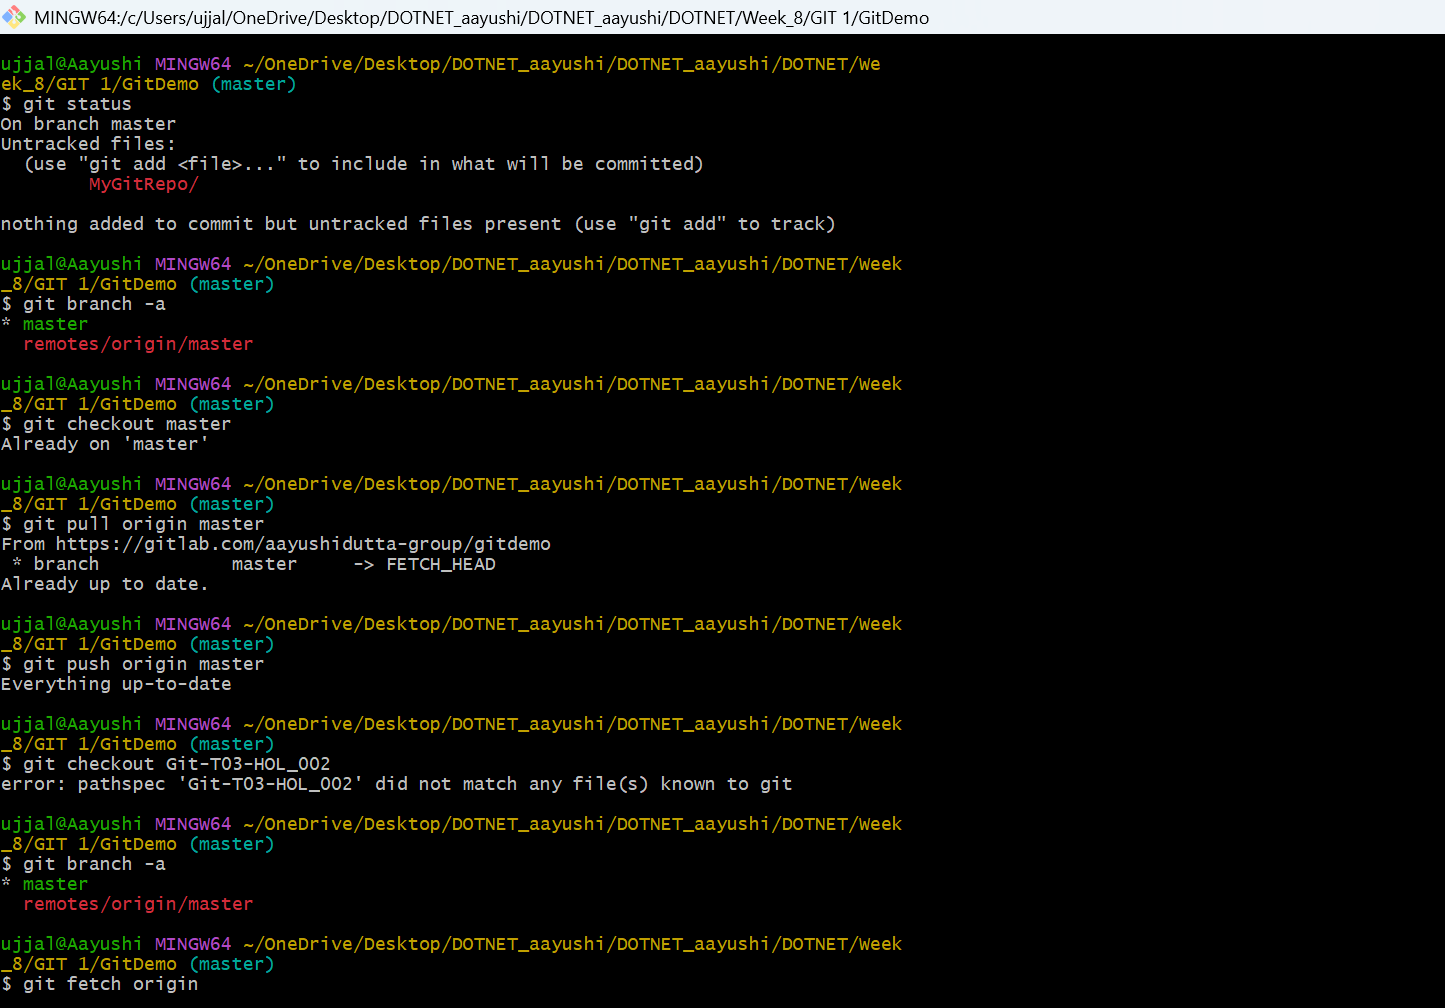 MINGW64:/c/Users/ujjal/OneDrive/Desktop/DOTNET_aayushi/DOTNET_aayushi/DOTNET/Week_8/GIT 1/GitDemo
ujjal@Aayushi MINGW64 ~/OneDrive/Desktop/DOTNET_aayushi/DOTNET_aayushi/DOTNET/We
ek_8/GIT 1/GitDemo (master)
$ git status
On branch master
Untracked files:
  (use "git add <file>..." to include in what will be committed)
        MyGitRepo/
nothing added to commit but untracked files present (use "git add" to track)
ujjal@Aayushi MINGW64 ~/OneDrive/Desktop/DOTNET_aayushi/DOTNET_aayushi/DOTNET/Week
_8/GIT 1/GitDemo (master)
$ git branch -a
* master
  remotes/origin/master
ujjal@Aayushi MINGW64 ~/OneDrive/Desktop/DOTNET_aayushi/DOTNET_aayushi/DOTNET/Week
_8/GIT 1/GitDemo (master)
$ git checkout master
Already on 'master'
ujjal@Aayushi MINGW64 ~/OneDrive/Desktop/DOTNET_aayushi/DOTNET_aayushi/DOTNET/Week
_8/GIT 1/GitDemo (master)
$ git pull origin master
From https://gitlab.com/aayushidutta-group/gitdemo
 * branch            master     -> FETCH_HEAD
Already up to date.
ujjal@Aayushi MINGW64 ~/OneDrive/Desktop/DOTNET_aayushi/DOTNET_aayushi/DOTNET/Week
_8/GIT 1/GitDemo (master)
$ git push origin master
Everything up-to-date
ujjal@Aayushi MINGW64 ~/OneDrive/Desktop/DOTNET_aayushi/DOTNET_aayushi/DOTNET/Week
_8/GIT 1/GitDemo (master)
$ git checkout Git-T03-HOL_002
error: pathspec 'Git-T03-HOL_002' did not match any file(s) known to git
ujjal@Aayushi MINGW64 ~/OneDrive/Desktop/DOTNET_aayushi/DOTNET_aayushi/DOTNET/Week
_8/GIT 1/GitDemo (master)
$ git branch -a
* master
  remotes/origin/master
ujjal@Aayushi MINGW64 ~/OneDrive/Desktop/DOTNET_aayushi/DOTNET_aayushi/DOTNET/Week
_8/GIT 1/GitDemo (master)
$ git fetch origin